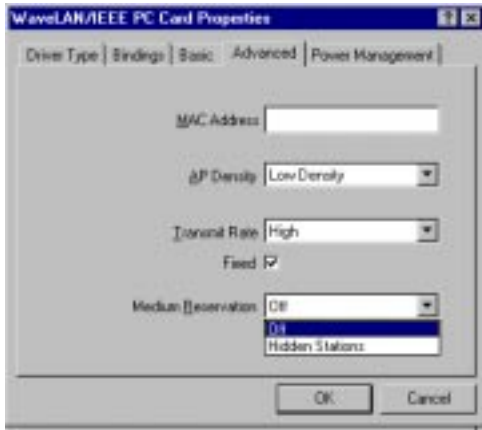 WaveLAN/IEEE PC Card Properties
Driver Type Bindings Basic Advanced Power Management
MAC Address
AP Density Low Density
Transmit Rate High
Fixed
Medium Reservation Off
Off
Hidden Stations
OK Cancel